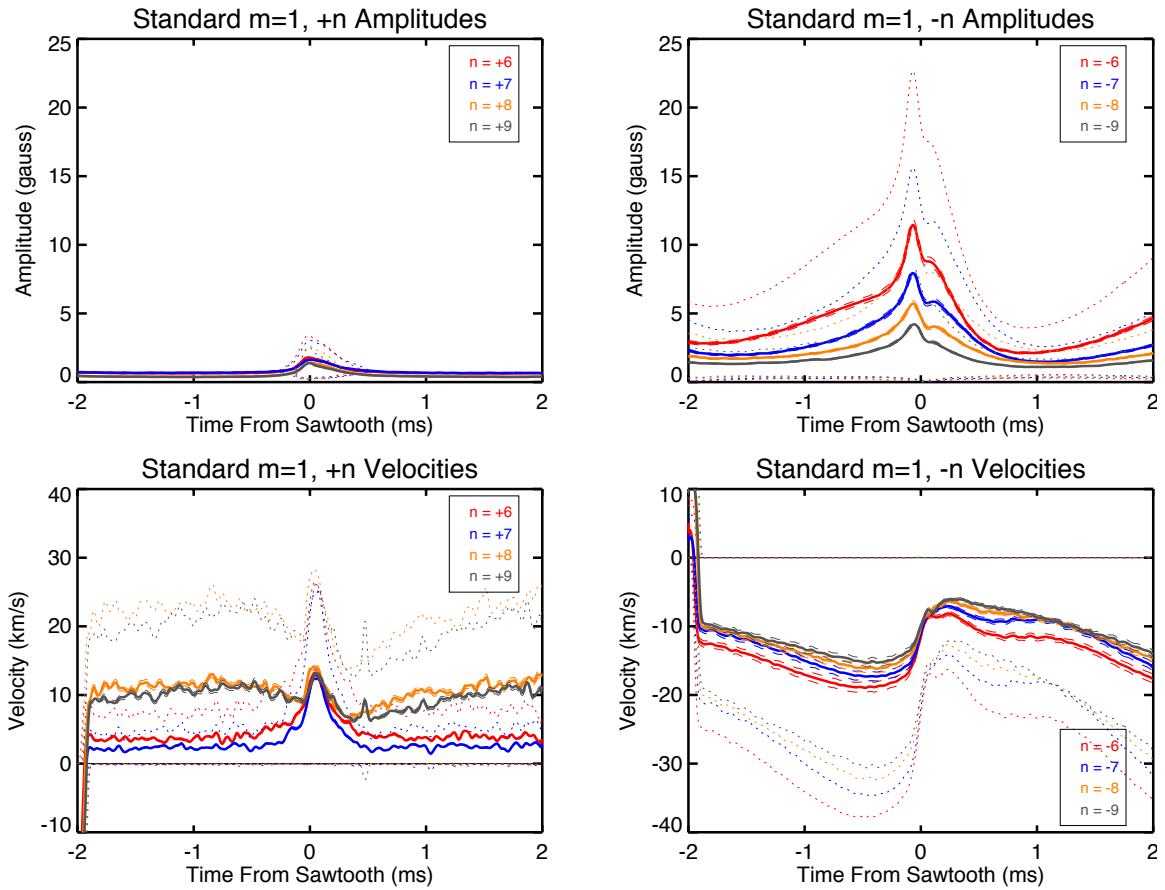 Standard m=1, +n Amplitudes
25
20
15
10
5
0
Amplitude (gauss)
n = +6
n = +7
n = +8
n = +9
-2 -1 0 1 2
Time From Sawtooth (ms)
Standard m=1, -n Amplitudes
25
20
15
10
5
0
Amplitude (gauss)
n = -6
n = -7
n = -8
n = -9
-2 -1 0 1 2
Time From Sawtooth (ms)
Standard m=1, +n Velocities
40
30
20
10
0
-10
Velocity (km/s)
n = +6
n = +7
n = +8
n = +9
-2 -1 0 1 2
Time From Sawtooth (ms)
Standard m=1, -n Velocities
10
0
-10
-20
-30
-40
Velocity (km/s)
n = -6
n = -7
n = -8
n = -9
-2 -1 0 1 2
Time From Sawtooth (ms)